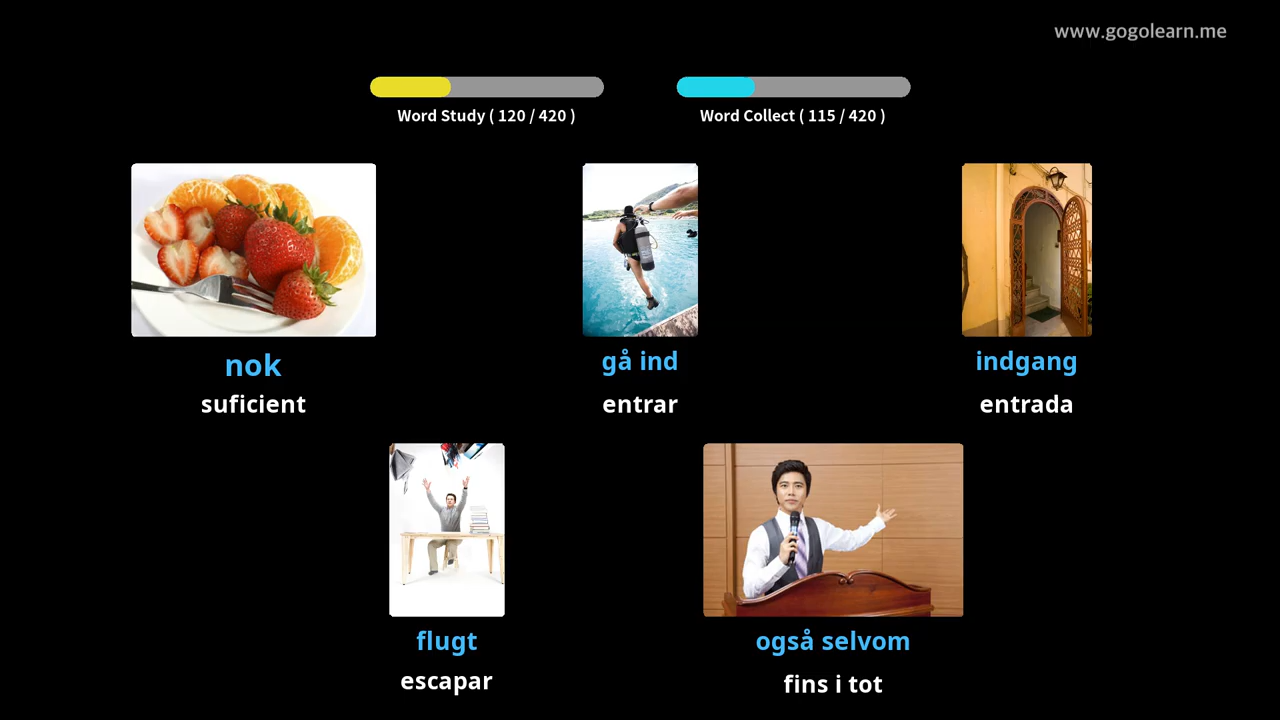 www.gogolearn.me
Word Study ( 120 / 420 )
Word Collect ( 115 / 420 )
nok
suficient
gå ind
entrar
indgang
entrada
flugt
escapar
også selvom
fins i tot